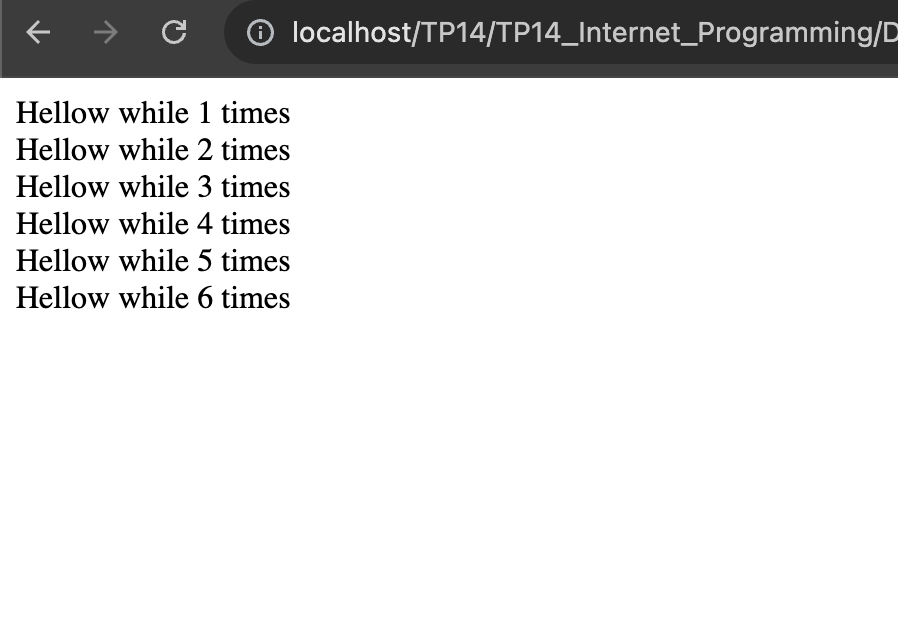 localhost/TP14/TP14_Internet_Programming/D
Hellow while 1 times
Hellow while 2 times
Hellow while 3 times
Hellow while 4 times
Hellow while 5 times
Hellow while 6 times